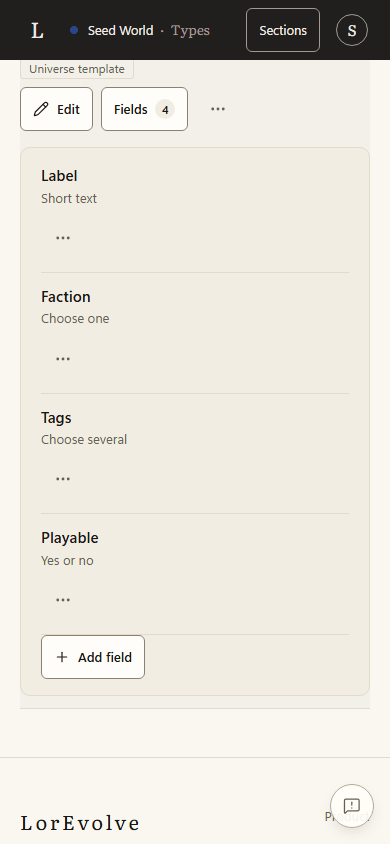 L
Seed World · Types
Sections
S
Universe template
Edit
Fields 4
Label
Short text
Faction
Choose one
Tags
Choose several
Playable
Yes or no
Add field
LorEvolve